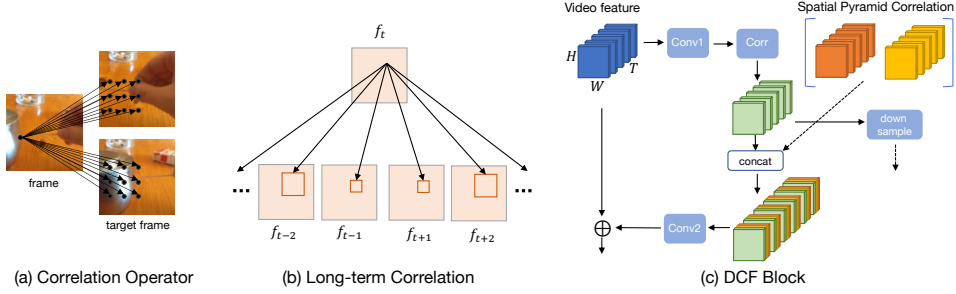 frame
target frame
(a) Correlation Operator
f_t
... ...
f_{t-2} f_{t-1} f_{t+1} f_{t+2}
(b) Long-term Correlation
Video feature
Spatial Pyramid Correlation
H
W
T
Conv1
Corr
down
sample
concat
Conv2
(c) DCF Block